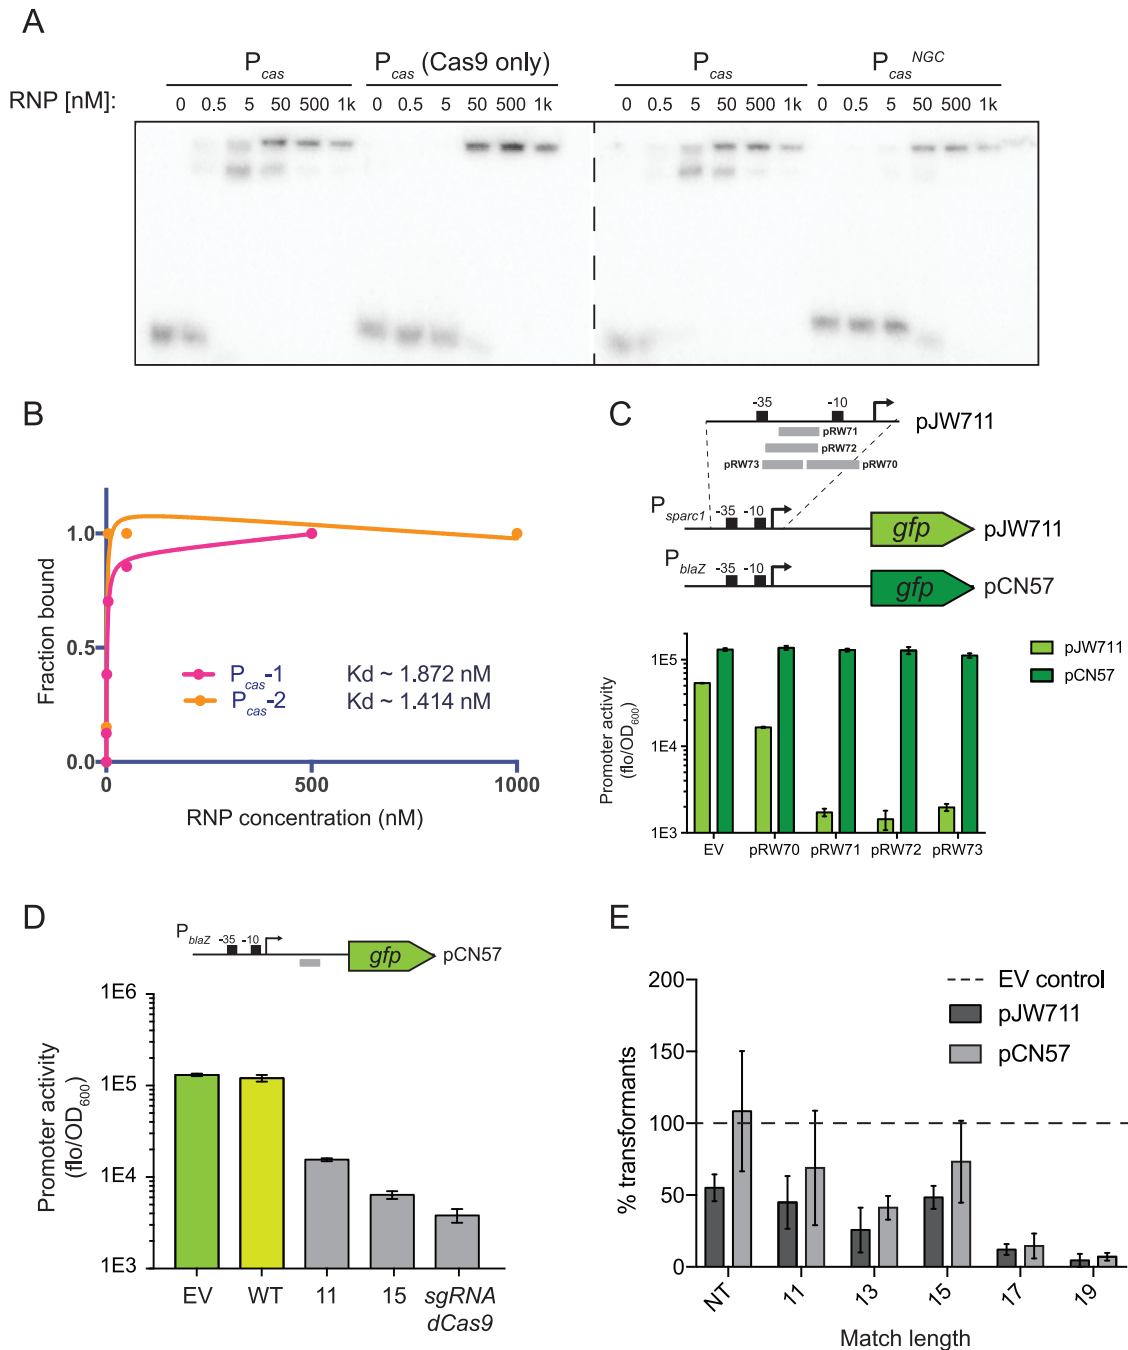 A
P cas
P cas (Cas9 only)
P cas
P cas NGC
RNP [nM]:
0 0.5 5 50 500 1k 0 0.5 5 50 500 1k 0 0.5 5 50 500 1k 0 0.5 5 50 500 1k
B
Fraction bound
1.0
0.5
0.0
0 500 1000
RNP concentration (nM)
P cas-1 Kd ~ 1.872 nM
P cas-2 Kd ~ 1.414 nM
C
-35 -10
pJW711
pRW71
pRW72
pRW73 pRW70
P sparc1 -35 -10 gfp pJW711
P blaZ -35 -10 gfp pCN57
Promoter activity
(flo/OD600)
1E5
1E4
1E3
EV pRW70 pRW71 pRW72 pRW73
pJW711
pCN57
D
P blaZ -35 -10 gfp pCN57
Promoter activity
(flo/OD600)
1E6
1E5
1E4
1E3
EV WT 11 15 sgRNA
dCas9
E
% transformants
200
150
100
50
0
EV control
pJW711
pCN57
NT 11 13 15 17 19
Match length